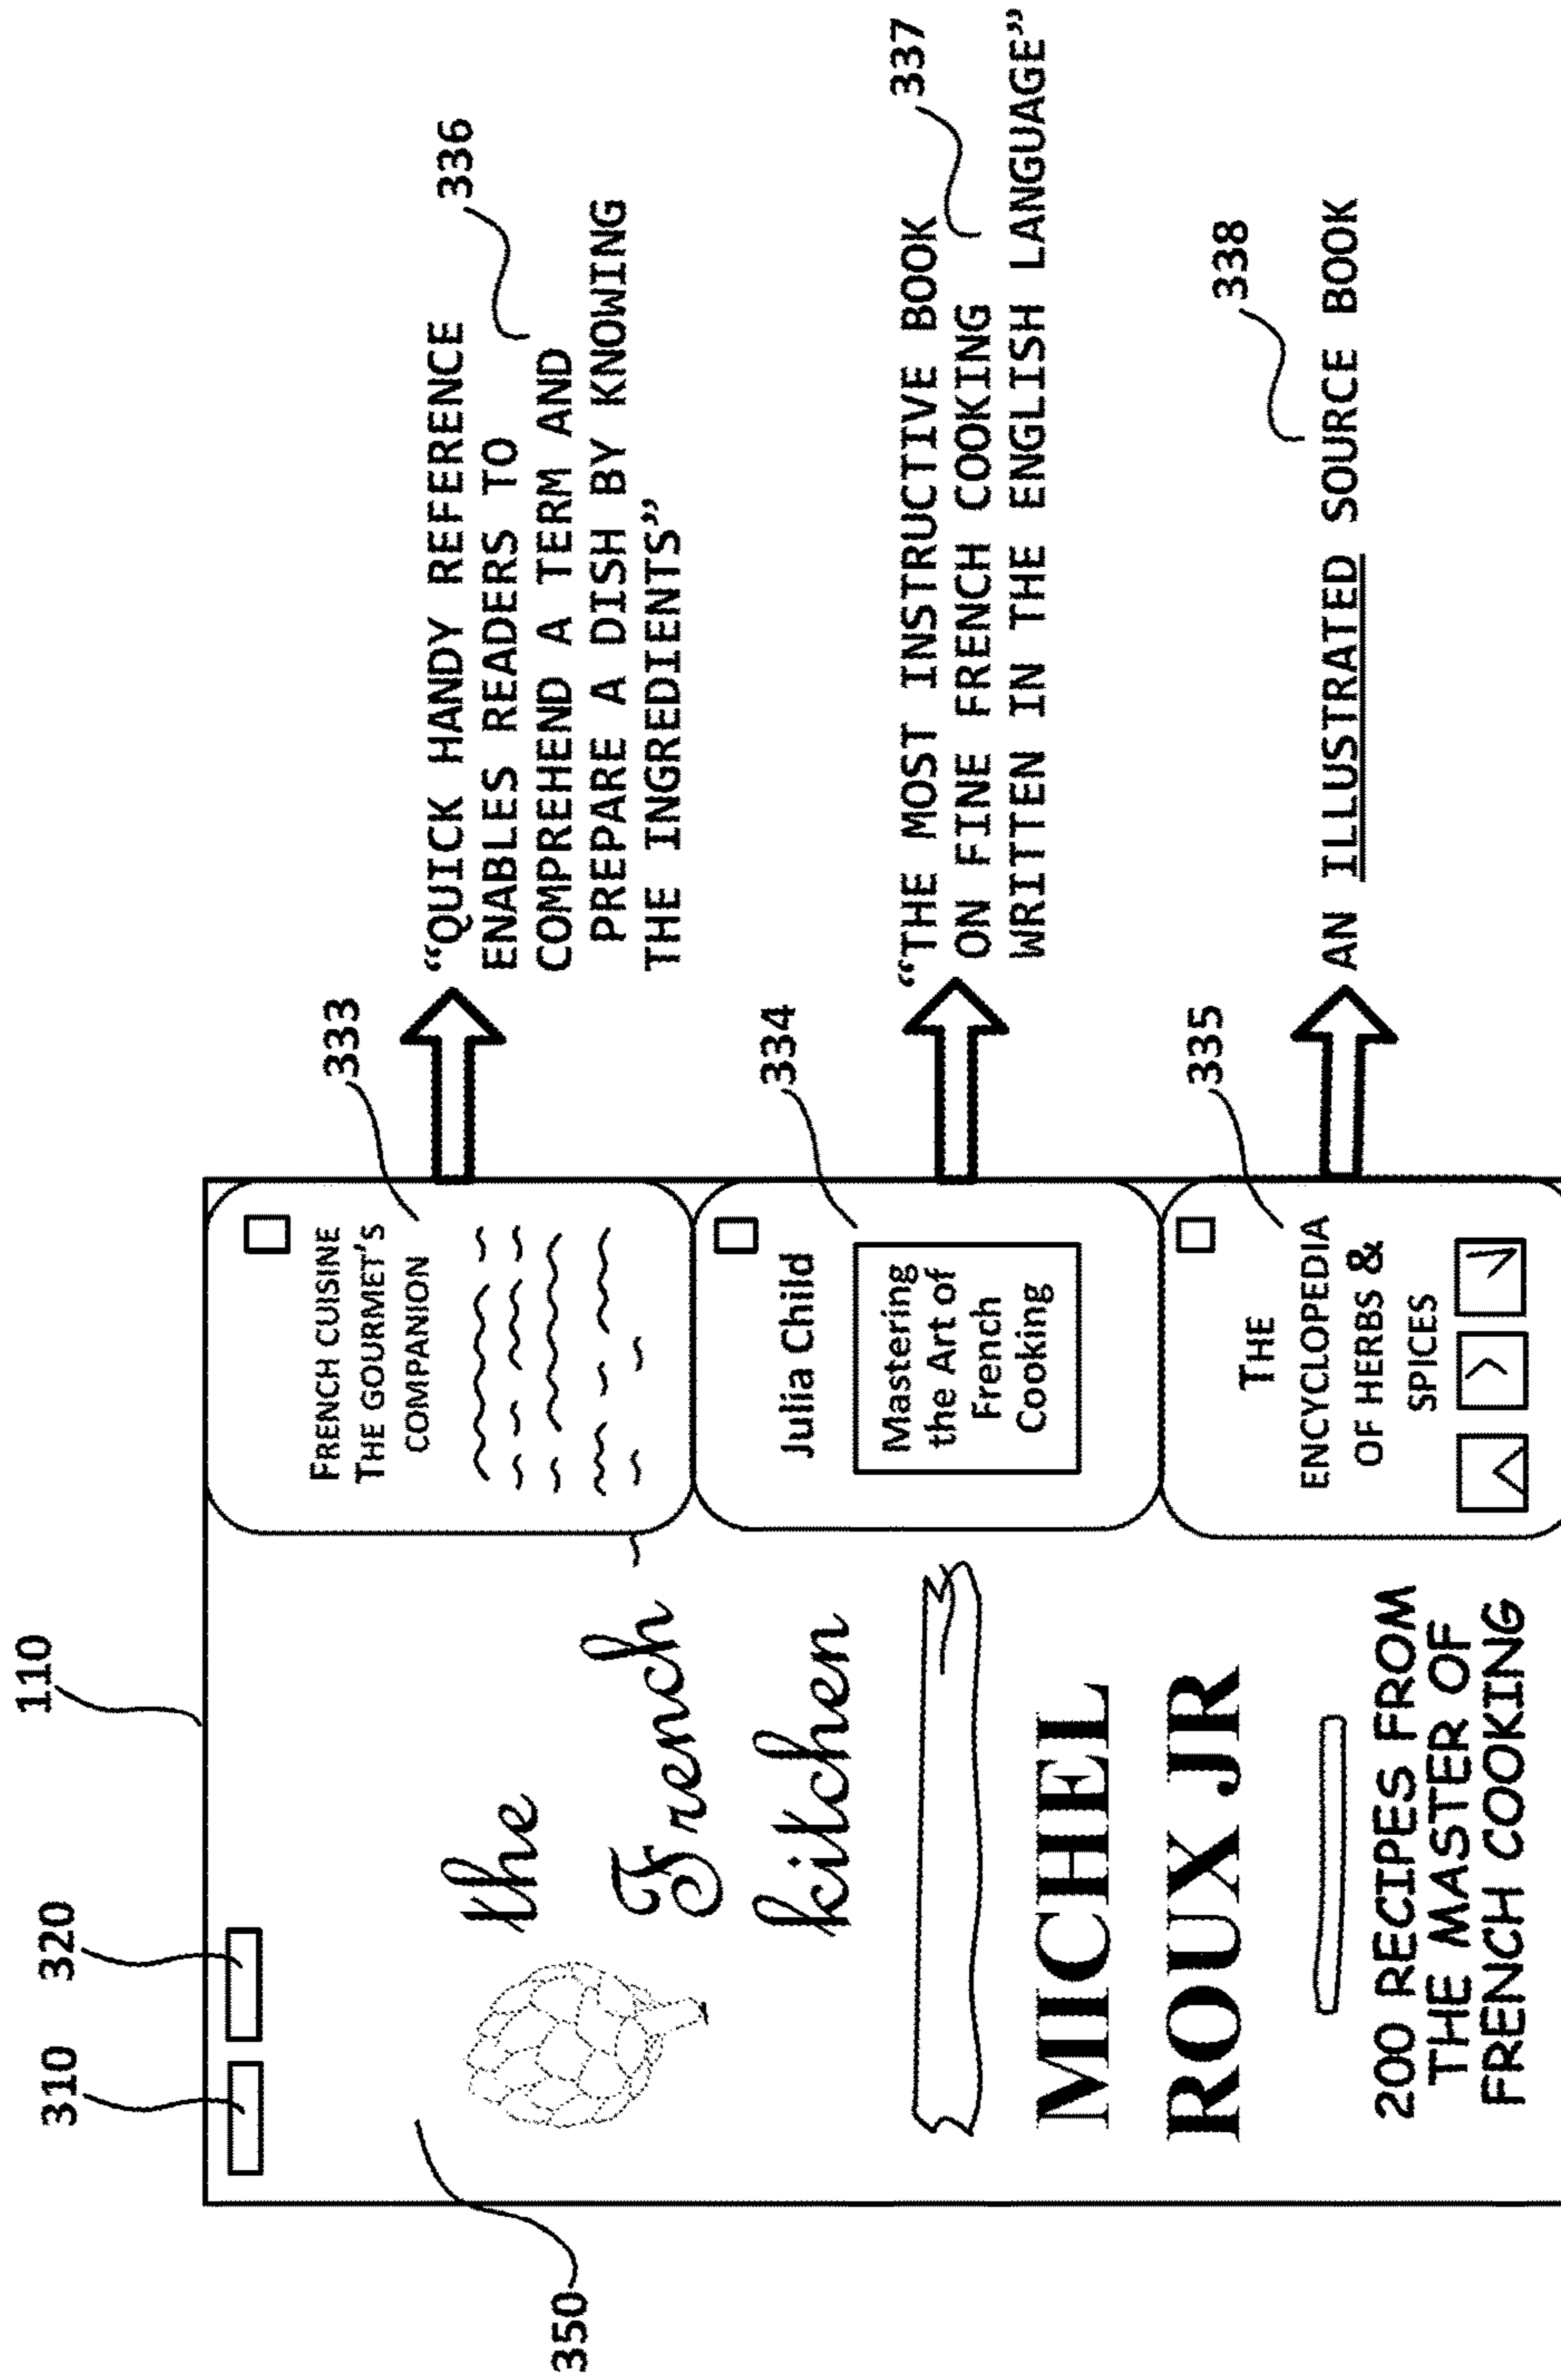 110
310
320
350
the
French
kitchen
MICHEL
ROUX JR
200 RECIPES FROM
THE MASTER OF
FRENCH COOKING
FRENCH CUISINE
THE GOURMET'S
COMPANION
333
"QUICK HANDY REFERENCE
ENABLES READERS TO
COMPREHEND A TERM AND
PREPARE A DISH BY KNOWING
THE INGREDIENTS"
336
Julia Child
Mastering
the Art of
French
Cooking
334
"THE MOST INSTRUCTIVE BOOK
ON FINE FRENCH COOKING
WRITTEN IN THE ENGLISH LANGUAGE"
337
THE
ENCYCLOPEDIA
OF HERBS &
SPICES
335
AN ILLUSTRATED SOURCE BOOK
338